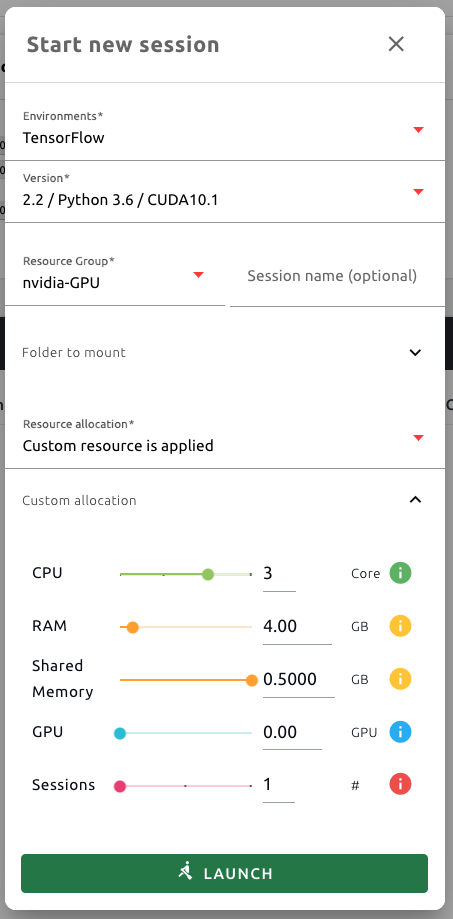 Start new session
Environments*
TensorFlow
Version*
2.2 / Python 3.6 / CUDA10.1
Resource Group*
nvidia-GPU
Session name (optional)
Folder to mount
Resource allocation*
Custom resource is applied
Custom allocation
CPU 3 Core i
RAM 4.00 GB i
Shared
Memory 0.5000 GB i
GPU 0.00 GPU i
Sessions 1 # i
LAUNCH